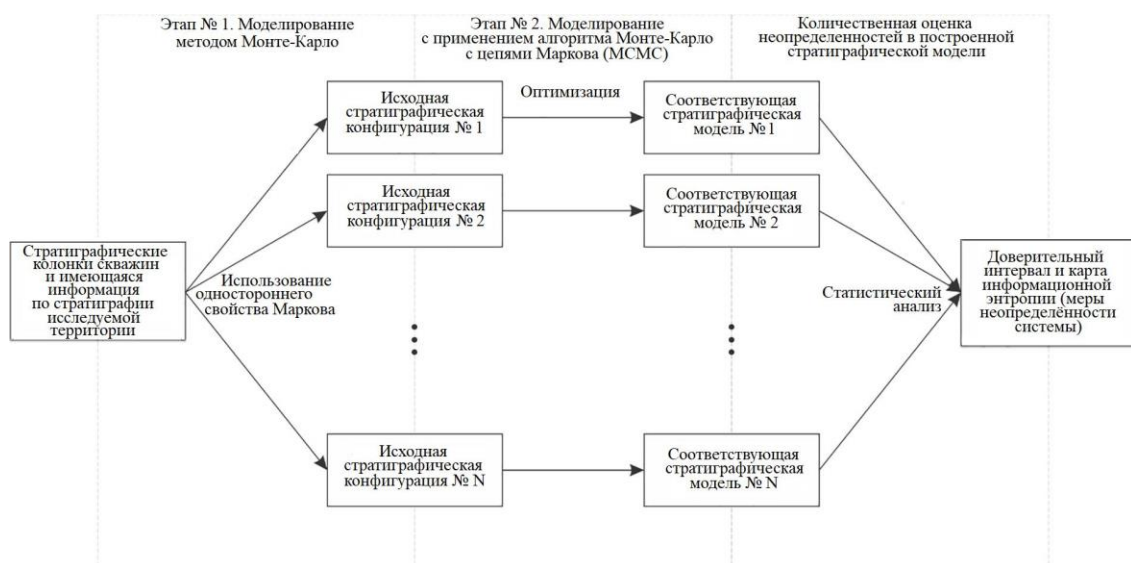 Этап № 1. Моделирование
методом Монте-Карло
Этап № 2. Моделирование
с применением алгоритма Монте-Карло
с цепями Маркова (МСМС)
Количественная оценка
неопределенностей в построенной
стратиграфической модели
Исходная
стратиграфическая
конфигурация № 1
Оптимизация
Соответствующая
стратиграфическая
модель №1
Исходная
стратиграфическая
конфигурация № 2
Соответствующая
стратиграфическая
модель № 2
Стратиграфические
колонки скважин
и имеющаяся
информация
по стратиграфии
исследуемой
территории
Использование
одностороннего
свойства Маркова
Статистический
анализ
Доверительный
интервал и карта
информационной
энтропии (меры
неопределённости
системы)
Исходная
стратиграфическая
конфигурация № N
Соответствующая
стратиграфическая
модель № N